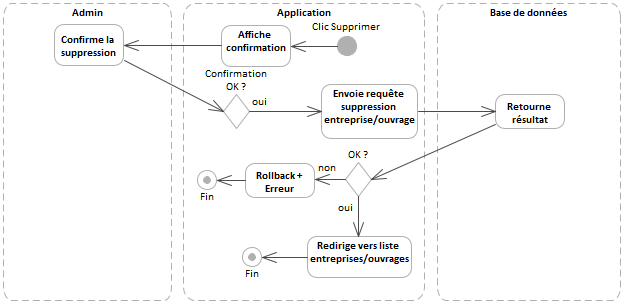 Admin
Application
Base de données
Clic Supprimer
Affiche
confirmation
Confirme la
suppression
Confirmation
OK ?
oui
Envoie requête
suppression
entreprise/ouvrage
Retourne
résultat
OK ?
non
Rollback +
Erreur
Fin
oui
Redirige vers liste
entreprises/ouvrages
Fin